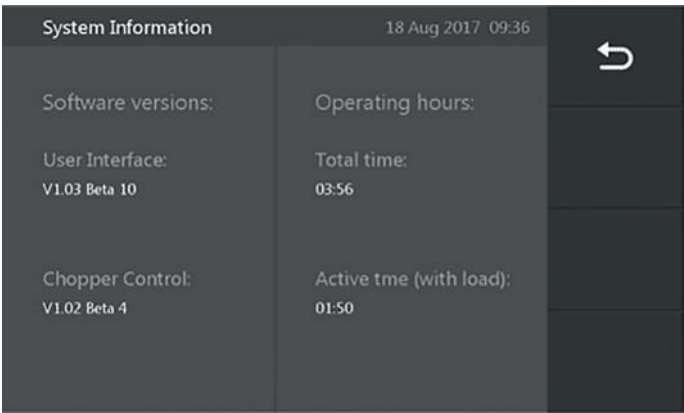 System Information
18 Aug 2017 09:36
Software versions:
User Interface:
V1.03 Beta 10
Chopper Control:
V1.02 Beta 4
Operating hours:
Total time:
03:56
Active tme (with load):
01:50